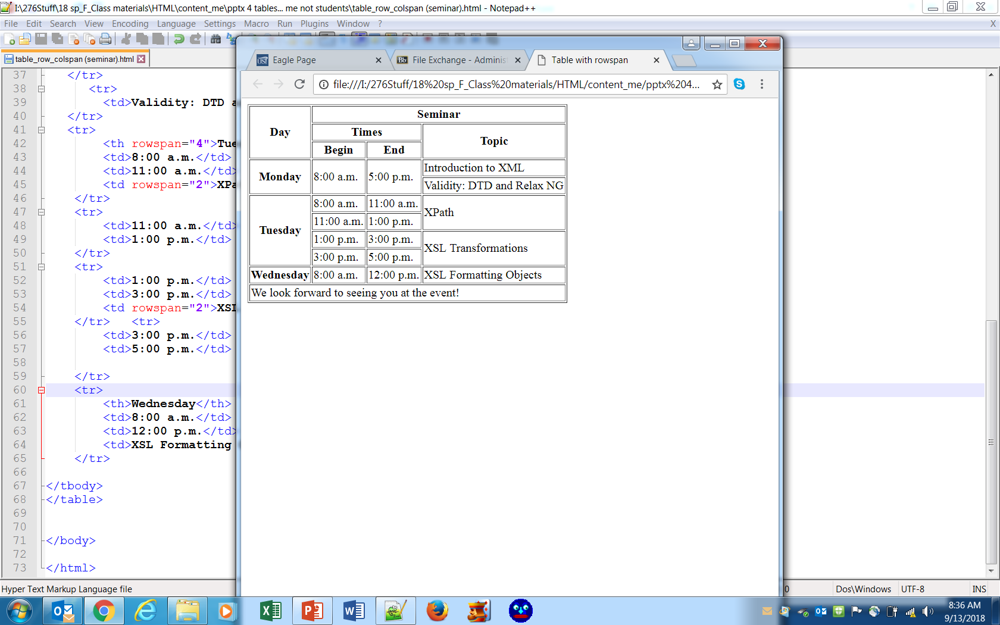 I:\276Stuff\18 sp_F_Class materials\HTML\content_me\pptx 4 tables... me not students\table_row_colspan (seminar).html - Notepad++
File Edit Search View Encoding Language Settings Macro Run Plugins Window ? X
table_row_colspan (seminar).html
37 </tr>
38 <tr>
39 <td>Validity: DTD a
40 </tr>
41 <tr>
42 <th rowspan="4">Tue
43 <td>8:00 a.m.</td>
44 <td>11:00 a.m.</td>
45 <td rowspan="2">XPa
46 </tr>
47 <tr>
48 <td>11:00 a.m.</td>
49 <td>1:00 p.m.</td>
50 </tr>
51 <tr>
52 <td>1:00 p.m.</td>
53 <td>3:00 p.m.</td>
54 <td rowspan="2">XSL
55 </tr> <tr>
56 <td>3:00 p.m.</td>
57 <td>5:00 p.m.</td>
58
59 </tr>
60 <tr>
61 <th>Wednesday</th>
62 <td>8:00 a.m.</td>
63 <td>12:00 p.m.</td>
64 <td>XSL Formatting
65 </tr>
66
67 </tbody>
68 </table>
69
70
71 </body>
72
73 </html>
Eagle Page File Exchange - Adminis Table with rowspan
file:///I:/276Stuff/18%20sp_F_Class%20materials/HTML/content_me/pptx%204...
Day Seminar
Times Topic
Begin End
Monday 8:00 a.m. 5:00 p.m. Introduction to XML
Validity: DTD and Relax NG
Tuesday 8:00 a.m. 11:00 a.m. XPath
11:00 a.m. 1:00 p.m.
1:00 p.m. 3:00 p.m. XSL Transformations
3:00 p.m. 5:00 p.m.
Wednesday 8:00 a.m. 12:00 p.m. XSL Formatting Objects
We look forward to seeing you at the event!
Hyper Text Markup Language file 0 Dos\Windows UTF-8 INS
8:36 AM
9/13/2018